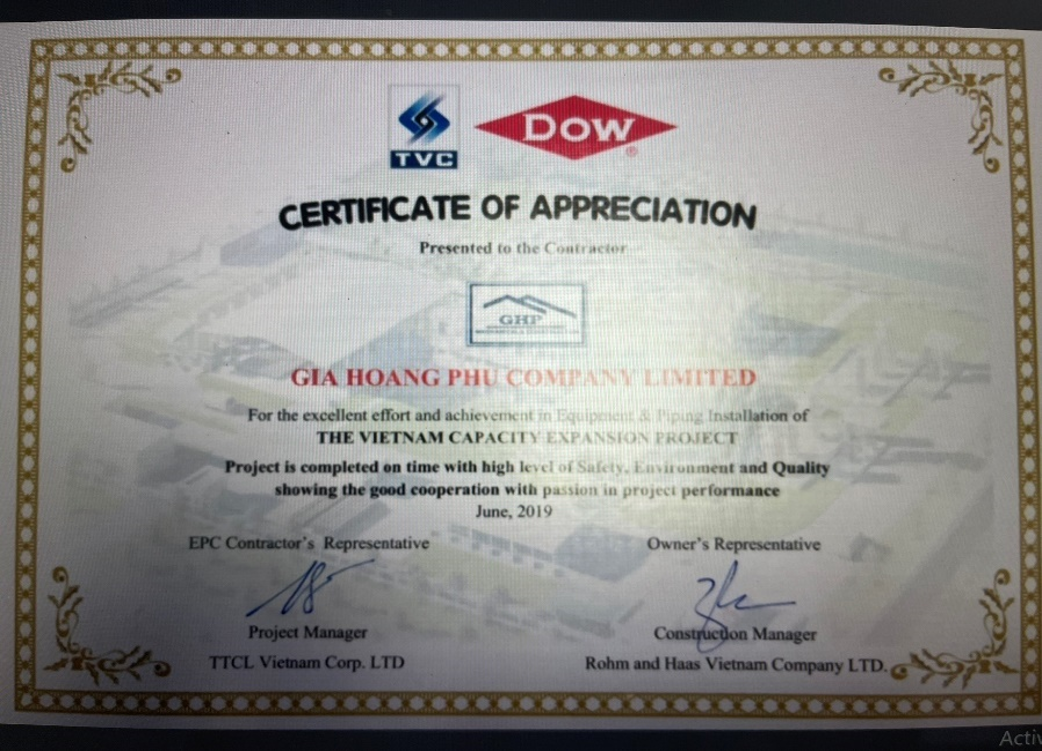 TVC
DOW®
CERTIFICATE OF APPRECIATION
Presented to the Contractor
GHP
GIA HOANG PHU COMPANY LIMITED
For the excellent effort and achievement in Equipment & Piping Installation of
THE VIETNAM CAPACITY EXPANSION PROJECT
Project is completed on time with high level of Safety, Environment and Quality
showing the good cooperation with passion in project performance
June, 2019
EPC Contractor's Representative
Owner's Representative
Project Manager
Construction Manager
TTCL Vietnam Corp. LTD
Rohm and Haas Vietnam Company LTD.